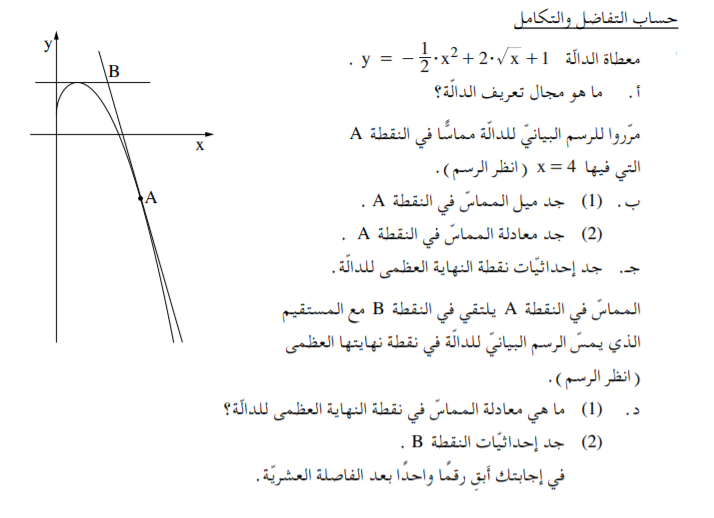 حساب التفاضل والتكامل
معطاة الدالّة y = −\frac{1}{2}·x² + 2·√x + 1 .
أ. ما هو مجال تعريف الدالّة؟
مرّروا للرسم البيانيّ للدالّة مماسًّا في النقطة A
التي فيها x = 4 (انظر الرسم).
ب. (1) جد ميل المماسّ في النقطة A .
(2) جد معادلة المماسّ في النقطة A .
جـ. جد إحداثيّات نقطة النهاية العظمى للدالّة.
المماسّ في النقطة A يلتقي في النقطة B مع المستقيم
الذي يمسّ الرسم البيانيّ للدالّة في نقطة نهايتها العظمى
(انظر الرسم).
د. (1) ما هي معادلة المماسّ في نقطة النهاية العظمى للدالّة؟
(2) جد إحداثيّات النقطة B .
في إجابتك أَبقِ رقمًا واحدًا بعد الفاصلة العشريّة.
y
B
x
A